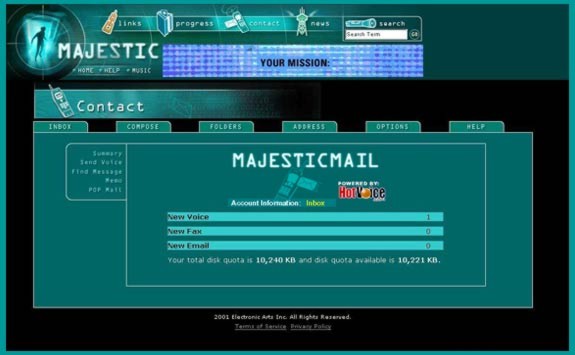 links progress contact news search
Search Term GO
MAJESTIC
HOME HELP MUSIC
YOUR MISSION:
Contact
INBOX COMPOSE FOLDERS ADDRESS OPTIONS HELP
Summary
Send Voice
Find Message
Memo
POP Mail
MAJESTICMAIL
POWERED BY:
HotVoice
Account Information: Inbox
New Voice 1
New Fax 0
New Email 0
Your total disk quota is 10,240 KB and disk quota available is 10,221 KB.
2001 Electronic Arts Inc. All Rights Reserved.
Terms of Service Privacy Policy